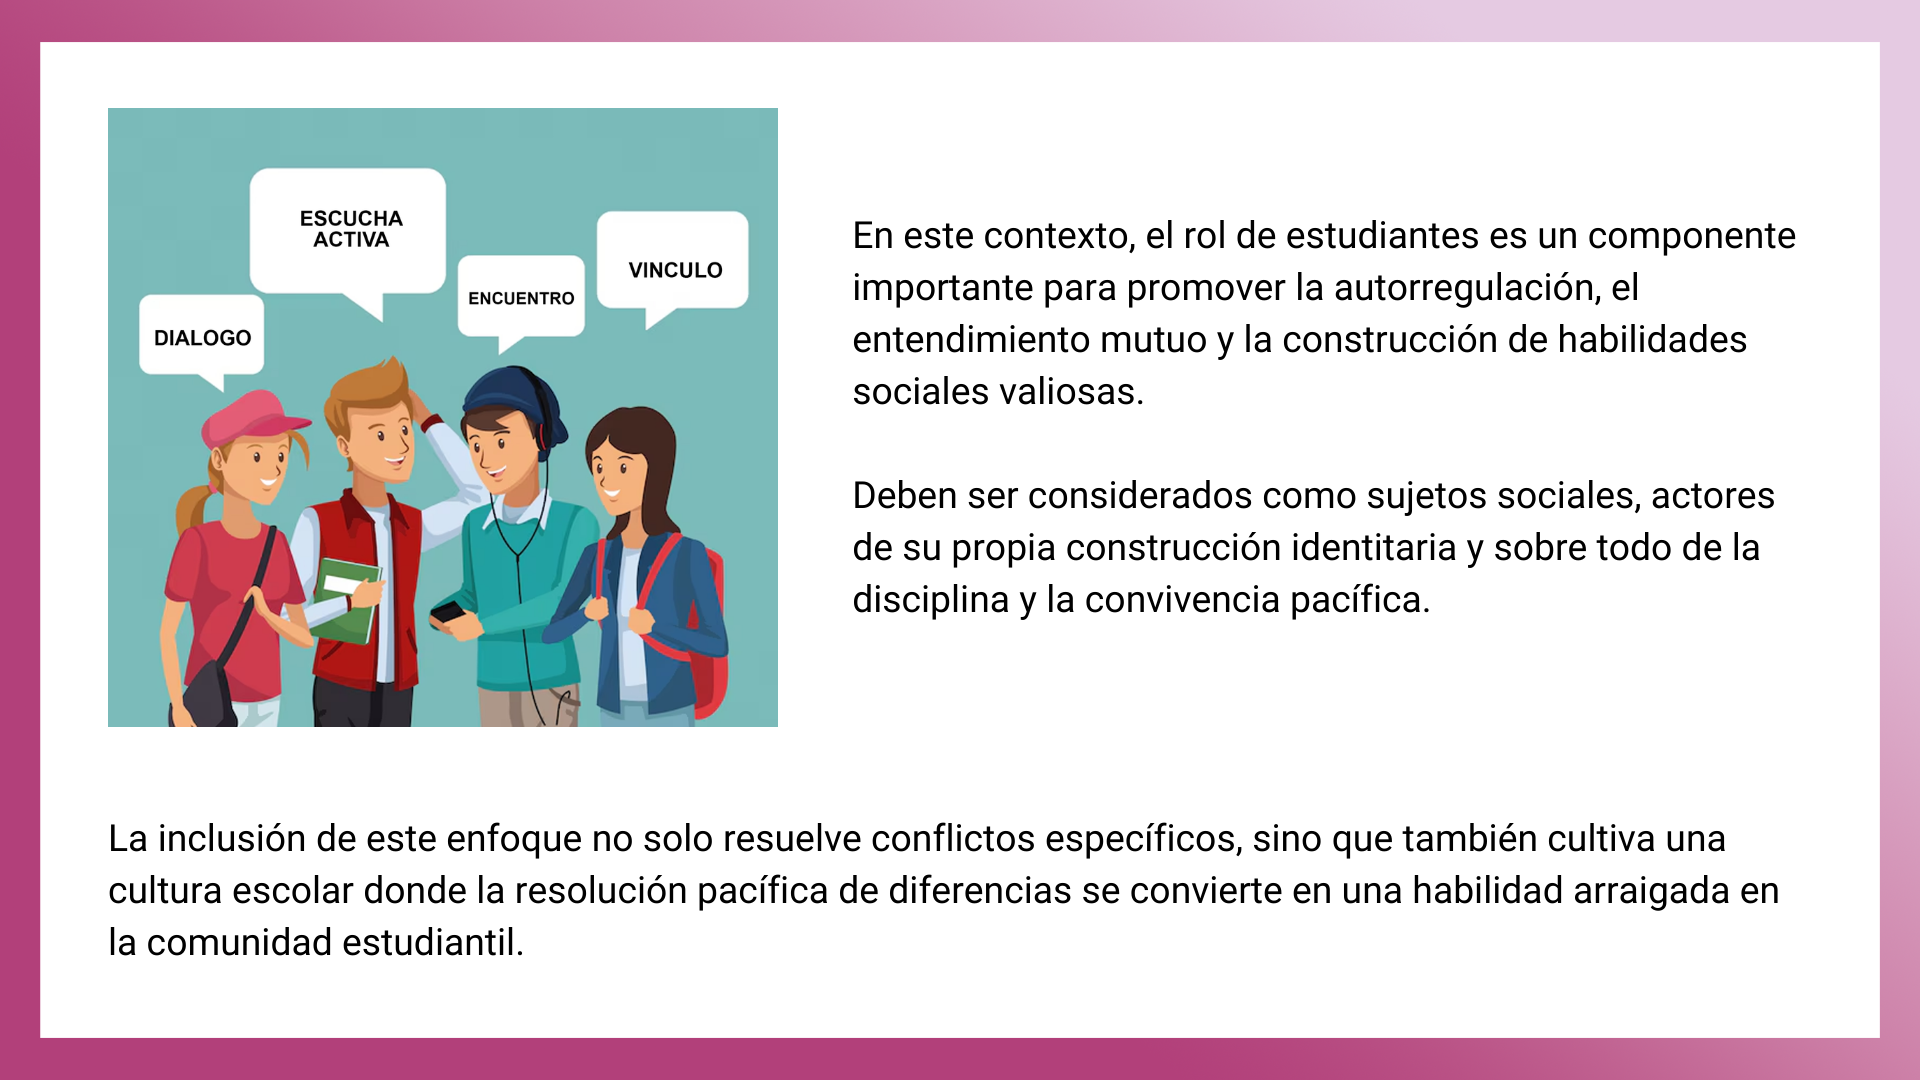 ESCUCHA
ACTIVA
VINCULO
ENCUENTRO
DIALOGO
En este contexto, el rol de estudiantes es un componente
importante para promover la autorregulación, el
entendimiento mutuo y la construcción de habilidades
sociales valiosas.
Deben ser considerados como sujetos sociales, actores
de su propia construcción identitaria y sobre todo de la
disciplina y la convivencia pacífica.
La inclusión de este enfoque no solo resuelve conflictos específicos, sino que también cultiva una
cultura escolar donde la resolución pacífica de diferencias se convierte en una habilidad arraigada en
la comunidad estudiantil.